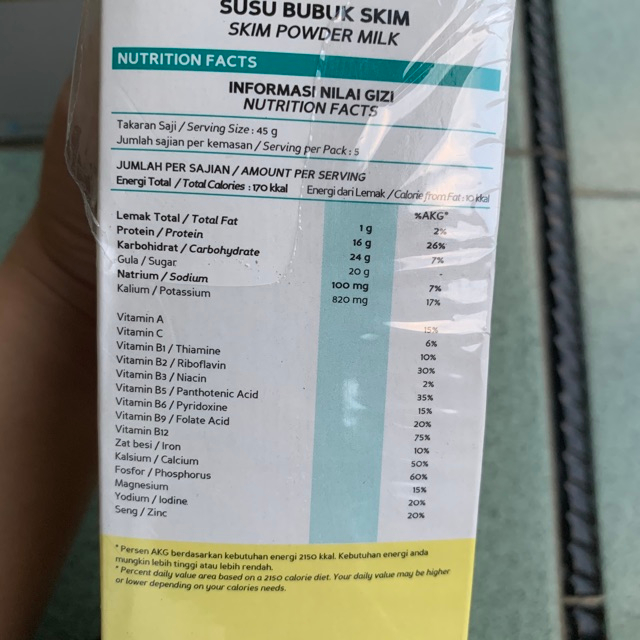 SUSU BUBUK SKIM
SKIM POWDER MILK
NUTRITION FACTS
INFORMASI NILAI GIZI
NUTRITION FACTS
Takaran Saji / Serving Size : 45 g
Jumlah sajian per kemasan / Serving per Pack : 5
JUMLAH PER SAJIAN / AMOUNT PER SERVING
Energi Total / Total Calories : 170 kkal Energi dari Lemak / Calorie from Fat : 10 kkal
%AKG*
Lemak Total / Total Fat 1 g 2%
Protein / Protein 16 g 26%
Karbohidrat / Carbohydrate 24 g 7%
Gula / Sugar 20 g -
Natrium / Sodium 100 mg 7%
Kalium / Potassium 820 mg 17%
Vitamin A 15%
Vitamin C 6%
Vitamin B1 / Thiamine 10%
Vitamin B2 / Riboflavin 30%
Vitamin B3 / Niacin 2%
Vitamin B5 / Panthotenic Acid 35%
Vitamin B6 / Pyridoxine 15%
Vitamin B9 / Folate Acid 20%
Vitamin B12 75%
Zat besi / Iron 10%
Kalsium / Calcium 50%
Fosfor / Phosphorus 60%
Magnesium 15%
Yodium / Iodine 20%
Seng / Zinc 20%
* Persen AKG berdasarkan kebutuhan energi 2150 kkal. Kebutuhan energi anda
mungkin lebih tinggi atau lebih rendah.
* Percent daily value area based on a 2150 calorie diet. Your daily value may be higher
or lower depending on your calories needs.